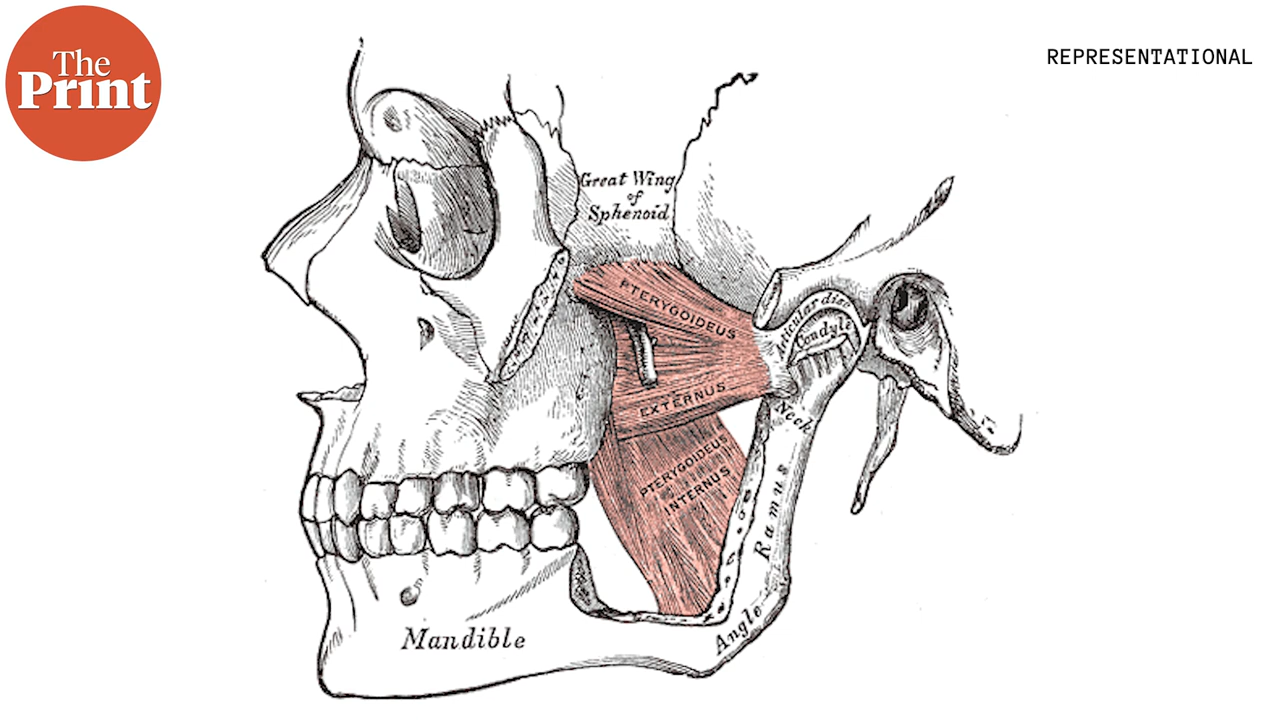 The
Print
REPRESENTATIONAL
Great Wing
of
Sphenoid
PTERYGOIDEUS
EXTERNUS
Articular disc
Condyle
Neck
PTERYGOIDEUS
INTERNUS
Ramus
Angle
Mandible